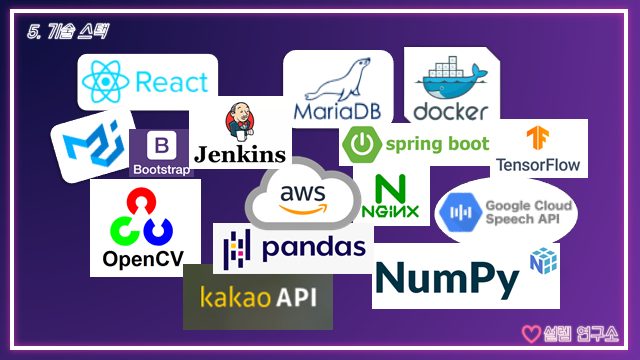 5. 기술 스택
React
MariaDB
docker
Jenkins
B
Bootstrap
spring boot
TensorFlow
aws
NGiNX
Google Cloud
Speech API
OpenCV
pandas
NumPy
kakao API
설렘 연구소